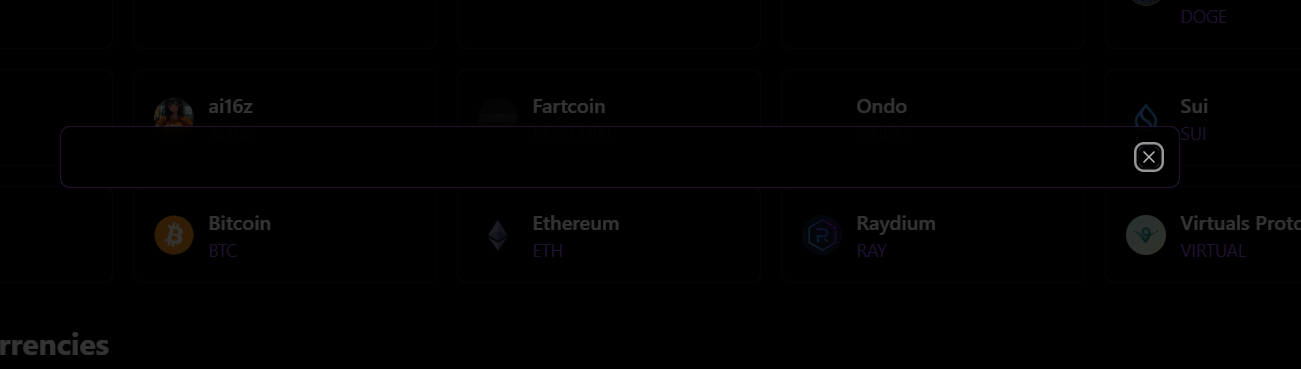 DOGE
ai16z
Fartcoin
Ondo
Sui
SUI
Bitcoin
BTC
Ethereum
ETH
Raydium
RAY
Virtuals Proto
VIRTUAL
rrencies